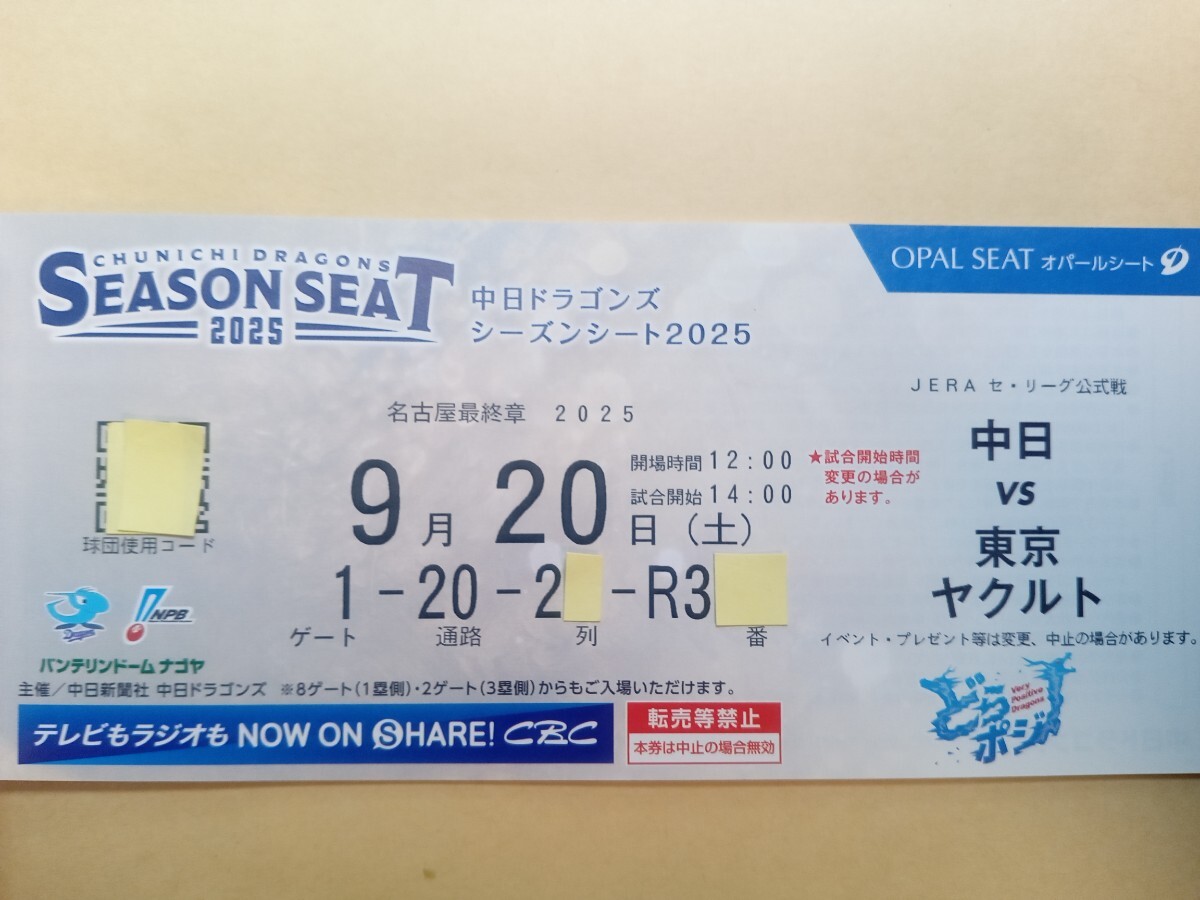 CHUNICHI DRAGONS
SEASON SEAT
2025
中日ドラゴンズ
シーズンシート2025
OPAL SEAT オパールシート
JERA セ・リーグ公式戦
名古屋最終章 2025
9月20日(土)
開場時間12:00
試合開始14:00
★試合開始時間
変更の場合が
あります。
中日
VS
東京
ヤクルト
球団使用コード
1-20-2 -R3
ゲート 通路 列 番
イベント・プレゼント等は変更、中止の場合があります。
Dragons
NPB
バンテリンドーム ナゴヤ
主催/中日新聞社 中日ドラゴンズ ※8ゲート(1塁側)・2ゲート(3塁側)からもご入場いただけます。
テレビもラジオも NOW ON SHARE! CBC
転売等禁止
本券は中止の場合無効
どらポジ
Very
Positive
Dragons